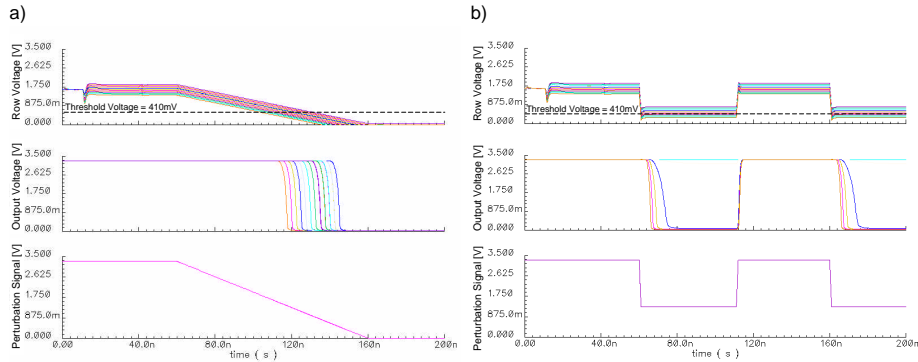 a)
Row Voltage [V]
3.500
2.625
1.750
875.0m
0.000
Threshold Voltage = 410mV
Output Voltage [V]
3.500
2.625
1.750
875.0m
0.000
Perturbation Signal [V]
3.500
2.625
1.750
875.0m
0.000
0.00 40.0n 80.0n 120n 160n 200n
time ( s )
b)
Row Voltage [V]
3.500
2.625
1.750
875.0m
0.000
Threshold Voltage = 410mV
Output Voltage [V]
3.500
2.625
1.750
875.0m
0.000
Perturbation Signal [V]
3.500
2.625
1.750
875.0m
0.000
0.00 40.0n 80.0n 120n 160n 200n
time ( s )